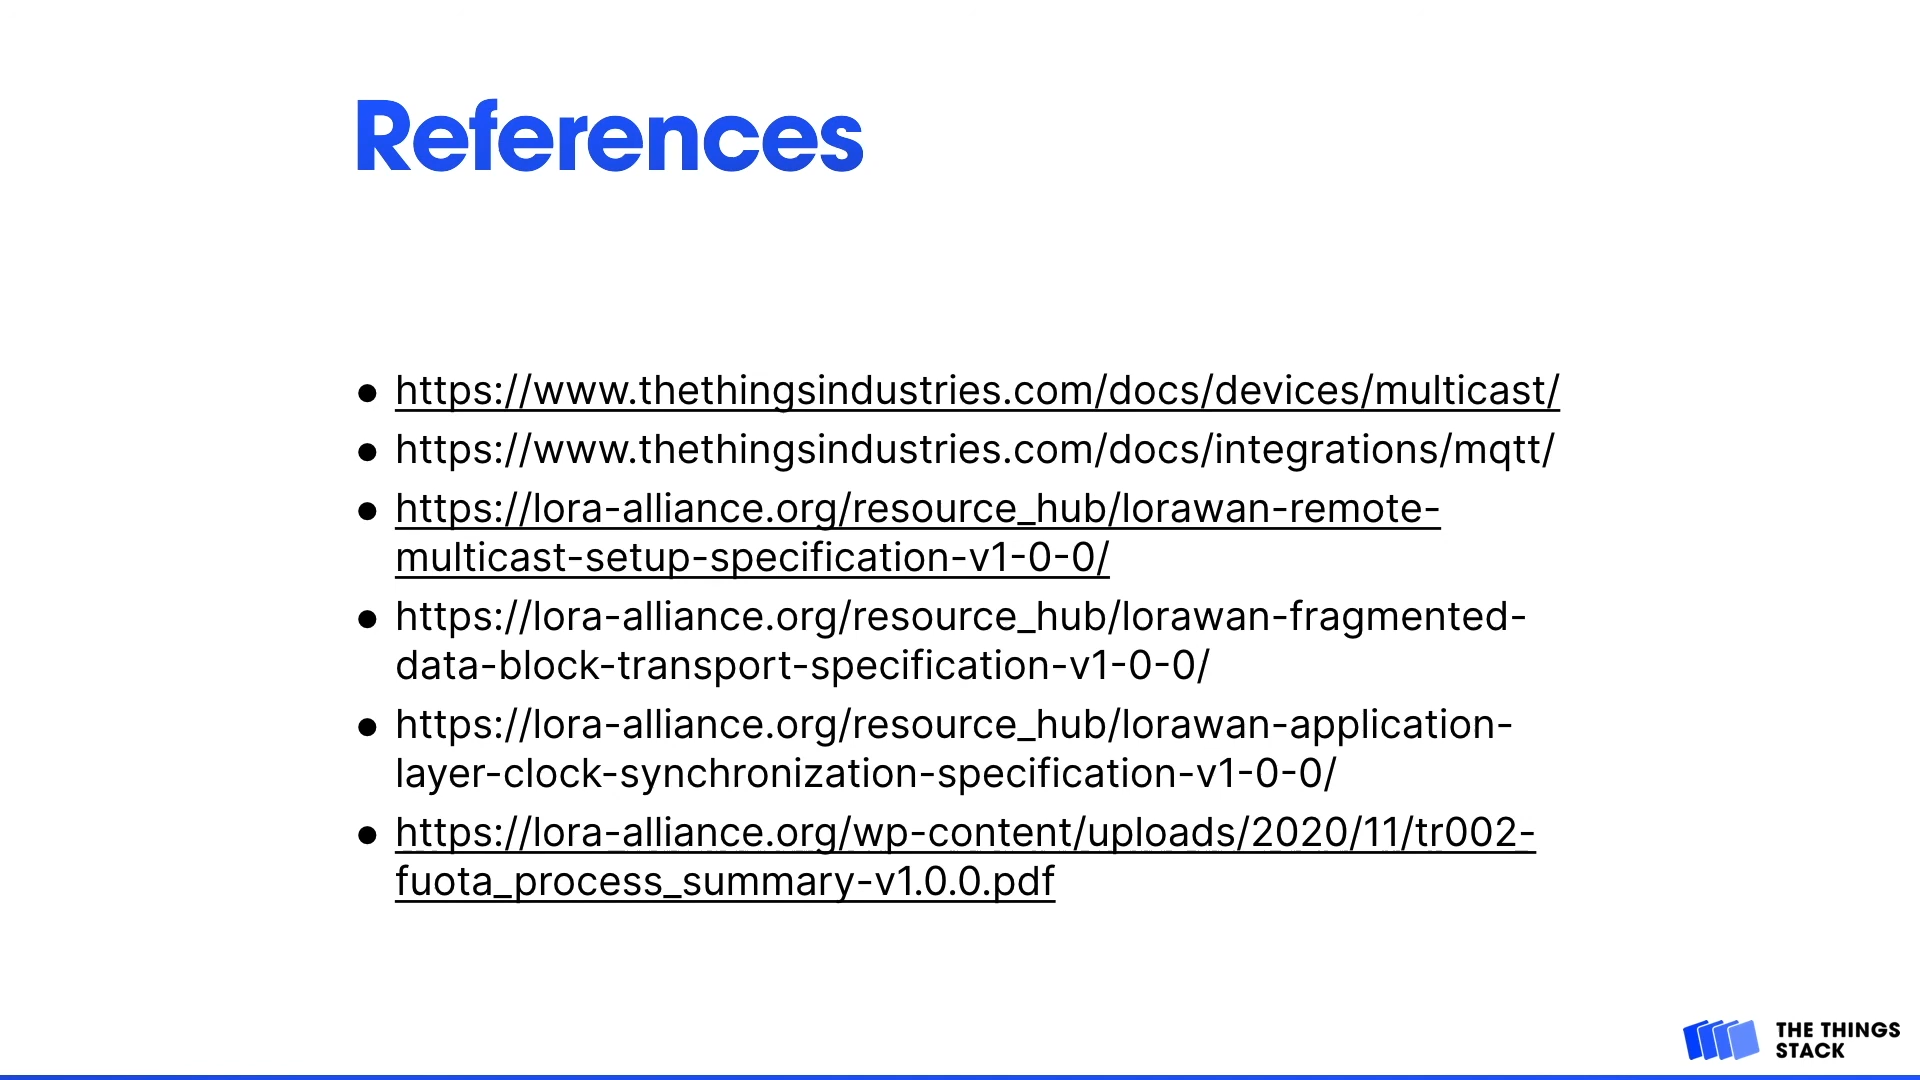 References
● https://www.thethingsindustries.com/docs/devices/multicast/
● https://www.thethingsindustries.com/docs/integrations/mqtt/
● https://lora-alliance.org/resource_hub/lorawan-remote-
multicast-setup-specification-v1-0-0/
● https://lora-alliance.org/resource_hub/lorawan-fragmented-
data-block-transport-specification-v1-0-0/
● https://lora-alliance.org/resource_hub/lorawan-application-
layer-clock-synchronization-specification-v1-0-0/
● https://lora-alliance.org/wp-content/uploads/2020/11/tr002-
fuota_process_summary-v1.0.0.pdf
THE THINGS
STACK